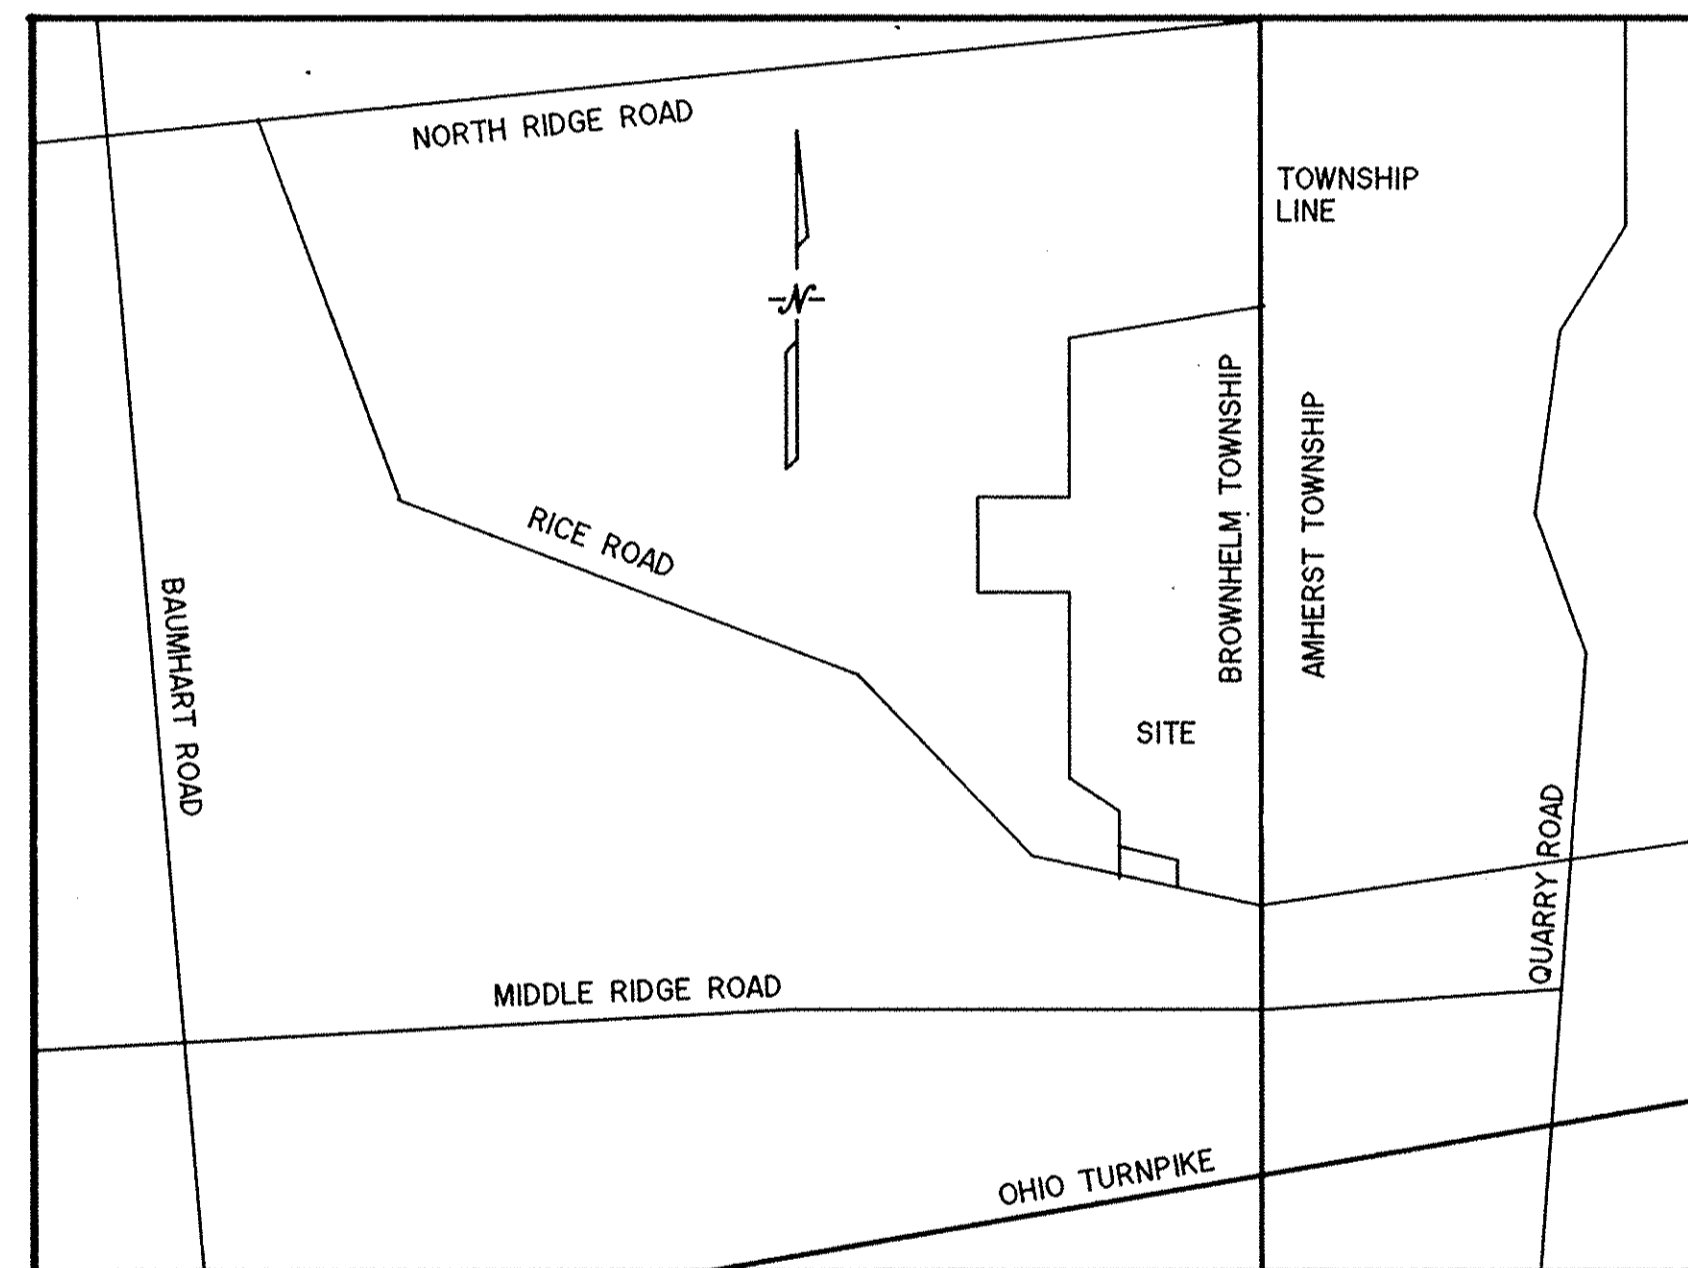 NORTH RIDGE ROAD
TOWNSHIP
LINE
-N-
BROWNHELM TOWNSHIP
AMHERST TOWNSHIP
RICE ROAD
BAUMHART ROAD
SITE
QUARRY ROAD
MIDDLE RIDGE ROAD
OHIO TURNPIKE